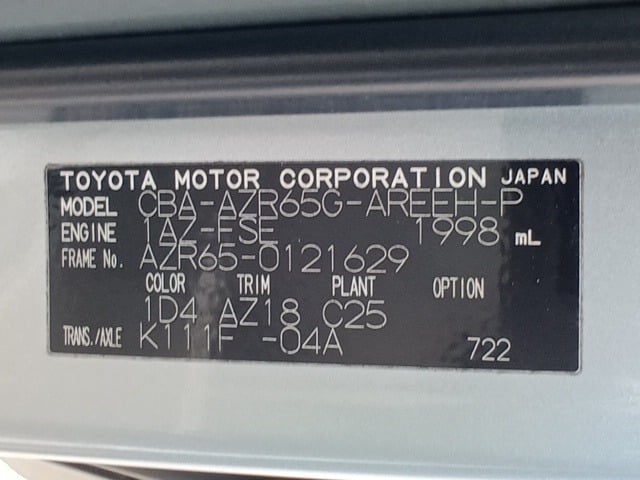 TOYOTA MOTOR CORPORATION JAPAN
MODEL CBA-AZR65G-AREEH-P
ENGINE 1AZ-FSE 1998 mL
FRAME No. AZR65-0121629
COLOR TRIM PLANT OPTION
1D4 AZ18 C25
TRANS./AXLE K111F -04A 722